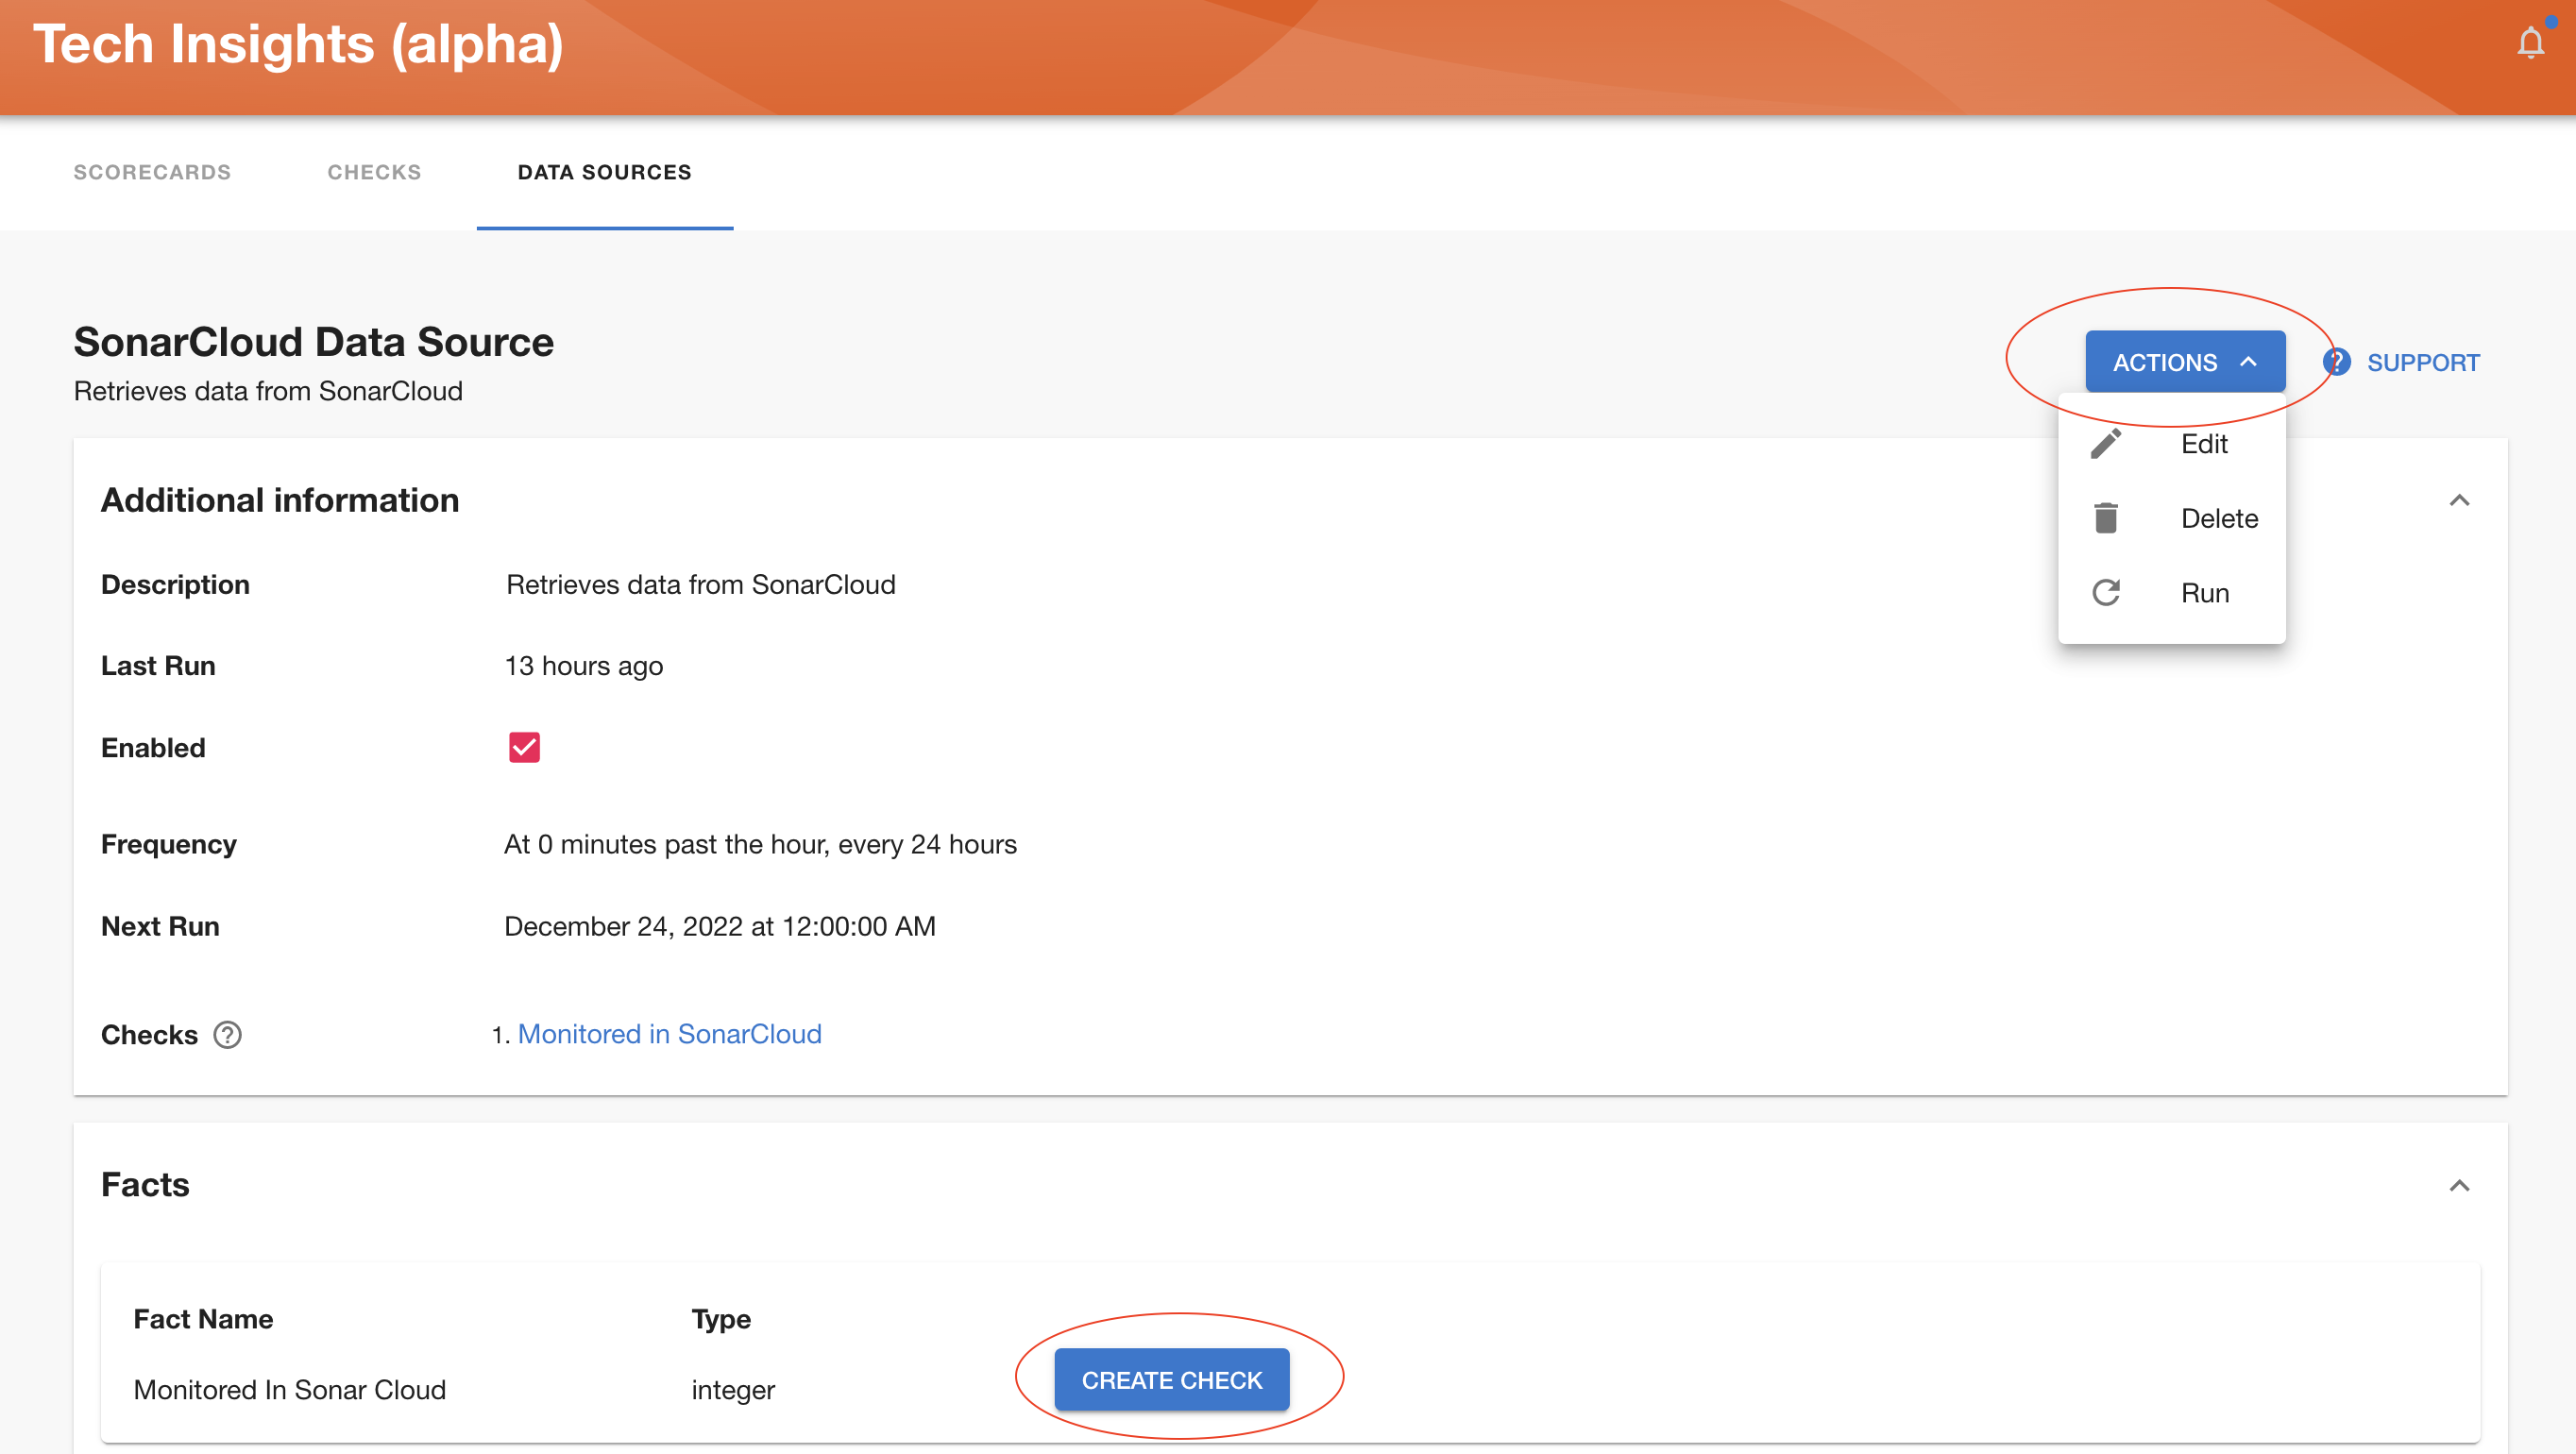 Tech Insights (alpha)
SCORECARDS CHECKS DATA SOURCES
SonarCloud Data Source
Retrieves data from SonarCloud
ACTIONS
? SUPPORT
Edit
Delete
Run
Additional information
Description Retrieves data from SonarCloud
Last Run 13 hours ago
Enabled
Frequency At 0 minutes past the hour, every 24 hours
Next Run December 24, 2022 at 12:00:00 AM
Checks ? 1. Monitored in SonarCloud
Facts
Fact Name Type
Monitored In Sonar Cloud integer CREATE CHECK